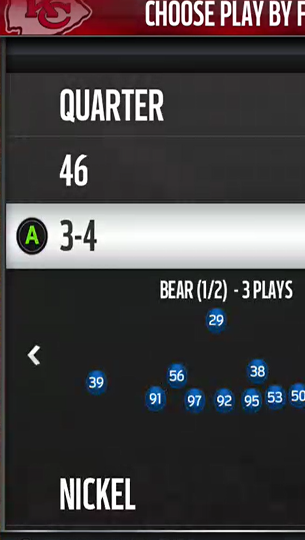 KC
CHOOSE PLAY BY F
QUARTER
46
A 3-4
BEAR (1/2) - 3 PLAYS
29
39 56 38
91 97 92 95 53 50
NICKEL